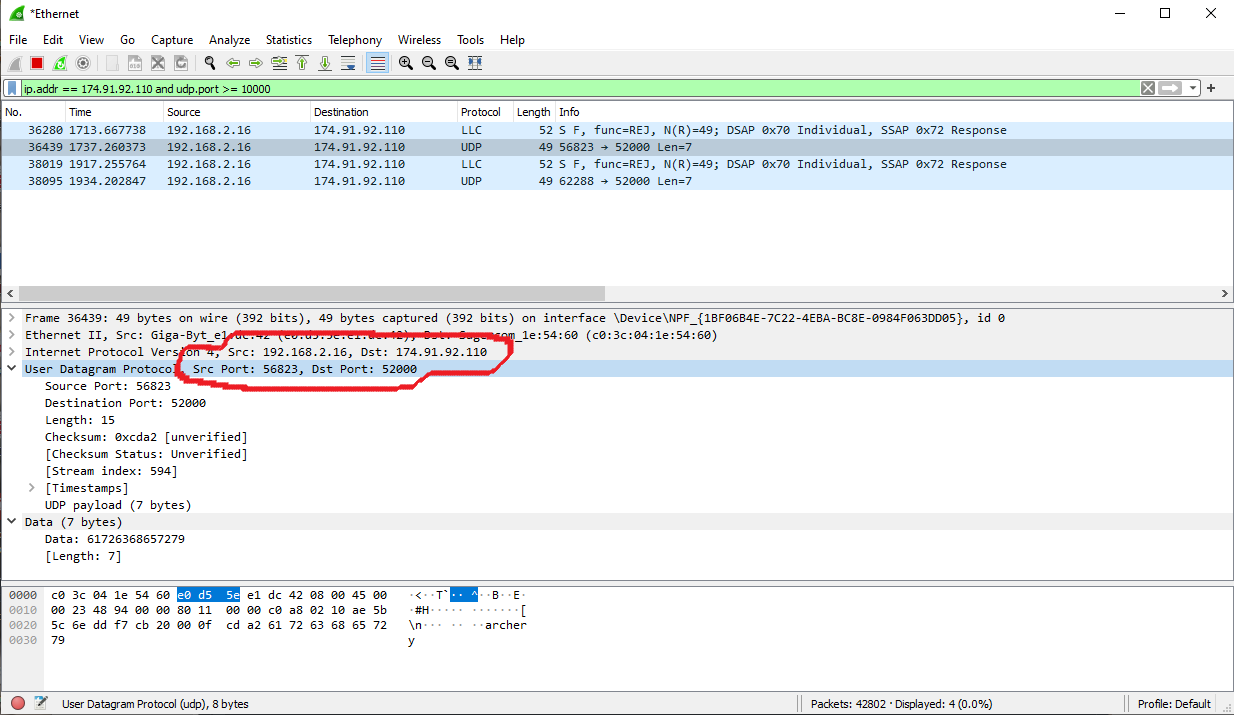 *Ethernet
File Edit View Go Capture Analyze Statistics Telephony Wireless Tools Help
ip.addr == 174.91.92.110 and udp.port >= 10000
No. Time Source Destination Protocol Length Info
36280 1713.667738 192.168.2.16 174.91.92.110 LLC 52 S F, func=REJ, N(R)=49; DSAP 0x70 Individual, SSAP 0x72 Response
36439 1737.260373 192.168.2.16 174.91.92.110 UDP 49 56823 → 52000 Len=7
38019 1917.255764 192.168.2.16 174.91.92.110 LLC 52 S F, func=REJ, N(R)=49; DSAP 0x70 Individual, SSAP 0x72 Response
38095 1934.202847 192.168.2.16 174.91.92.110 UDP 49 62288 → 52000 Len=7
Frame 36439: 49 bytes on wire (392 bits), 49 bytes captured (392 bits) on interface \Device\NPF_{1BF06B4E-7C22-4EBA-BC8E-0984F063DD05}, id 0
Ethernet II, Src: Giga-Byt_e1: Dst: _1e:54:60 (c0:3c:04:1e:54:60)
Internet Protocol Version 4, Src: 192.168.2.16, Dst: 174.91.92.110
User Datagram Protocol, Src Port: 56823, Dst Port: 52000
Source Port: 56823
Destination Port: 52000
Length: 15
Checksum: 0xcda2 [unverified]
[Checksum Status: Unverified]
[Stream index: 594]
[Timestamps]
UDP payload (7 bytes)
Data (7 bytes)
Data: 61726368657279
[Length: 7]
0000 c0 3c 04 1e 54 60 e0 d5 5e e1 dc 42 08 00 45 00 ·<··T`·· ^··B··E·
0010 00 23 48 94 00 00 80 11 00 00 c0 a8 02 10 ae 5b ·#H····· ·······[
0020 5c 6e dd f7 cb 20 00 0f cd a2 61 72 63 68 65 72 \n··· ·· ··archer
0030 79 y
User Datagram Protocol (udp), 8 bytes Packets: 42802 · Displayed: 4 (0.0%) Profile: Default